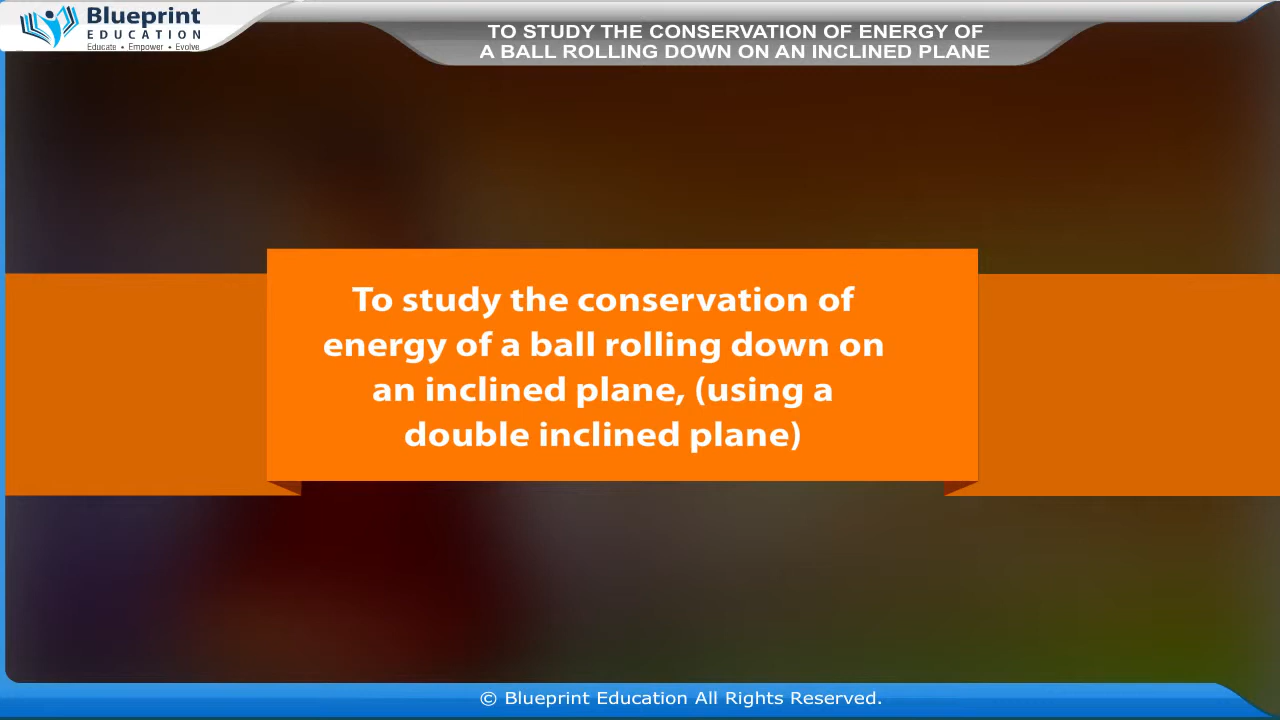 Blueprint
EDUCATION
Educate • Empower • Evolve
TO STUDY THE CONSERVATION OF ENERGY OF
A BALL ROLLING DOWN ON AN INCLINED PLANE
To study the conservation of
energy of a ball rolling down on
an inclined plane, (using a
double inclined plane)
© Blueprint Education All Rights Reserved.